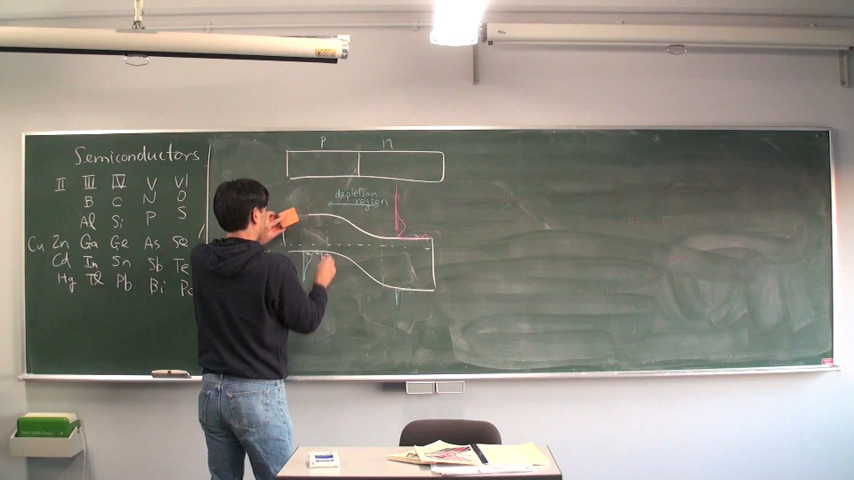 Semiconductors
II III IV V VI
B C N O
Al Si P S
Cu Zn Ga Ge As Se
Cd In Sn Sb Te
Hg Tl Pb Bi Po
p n
depletion
region